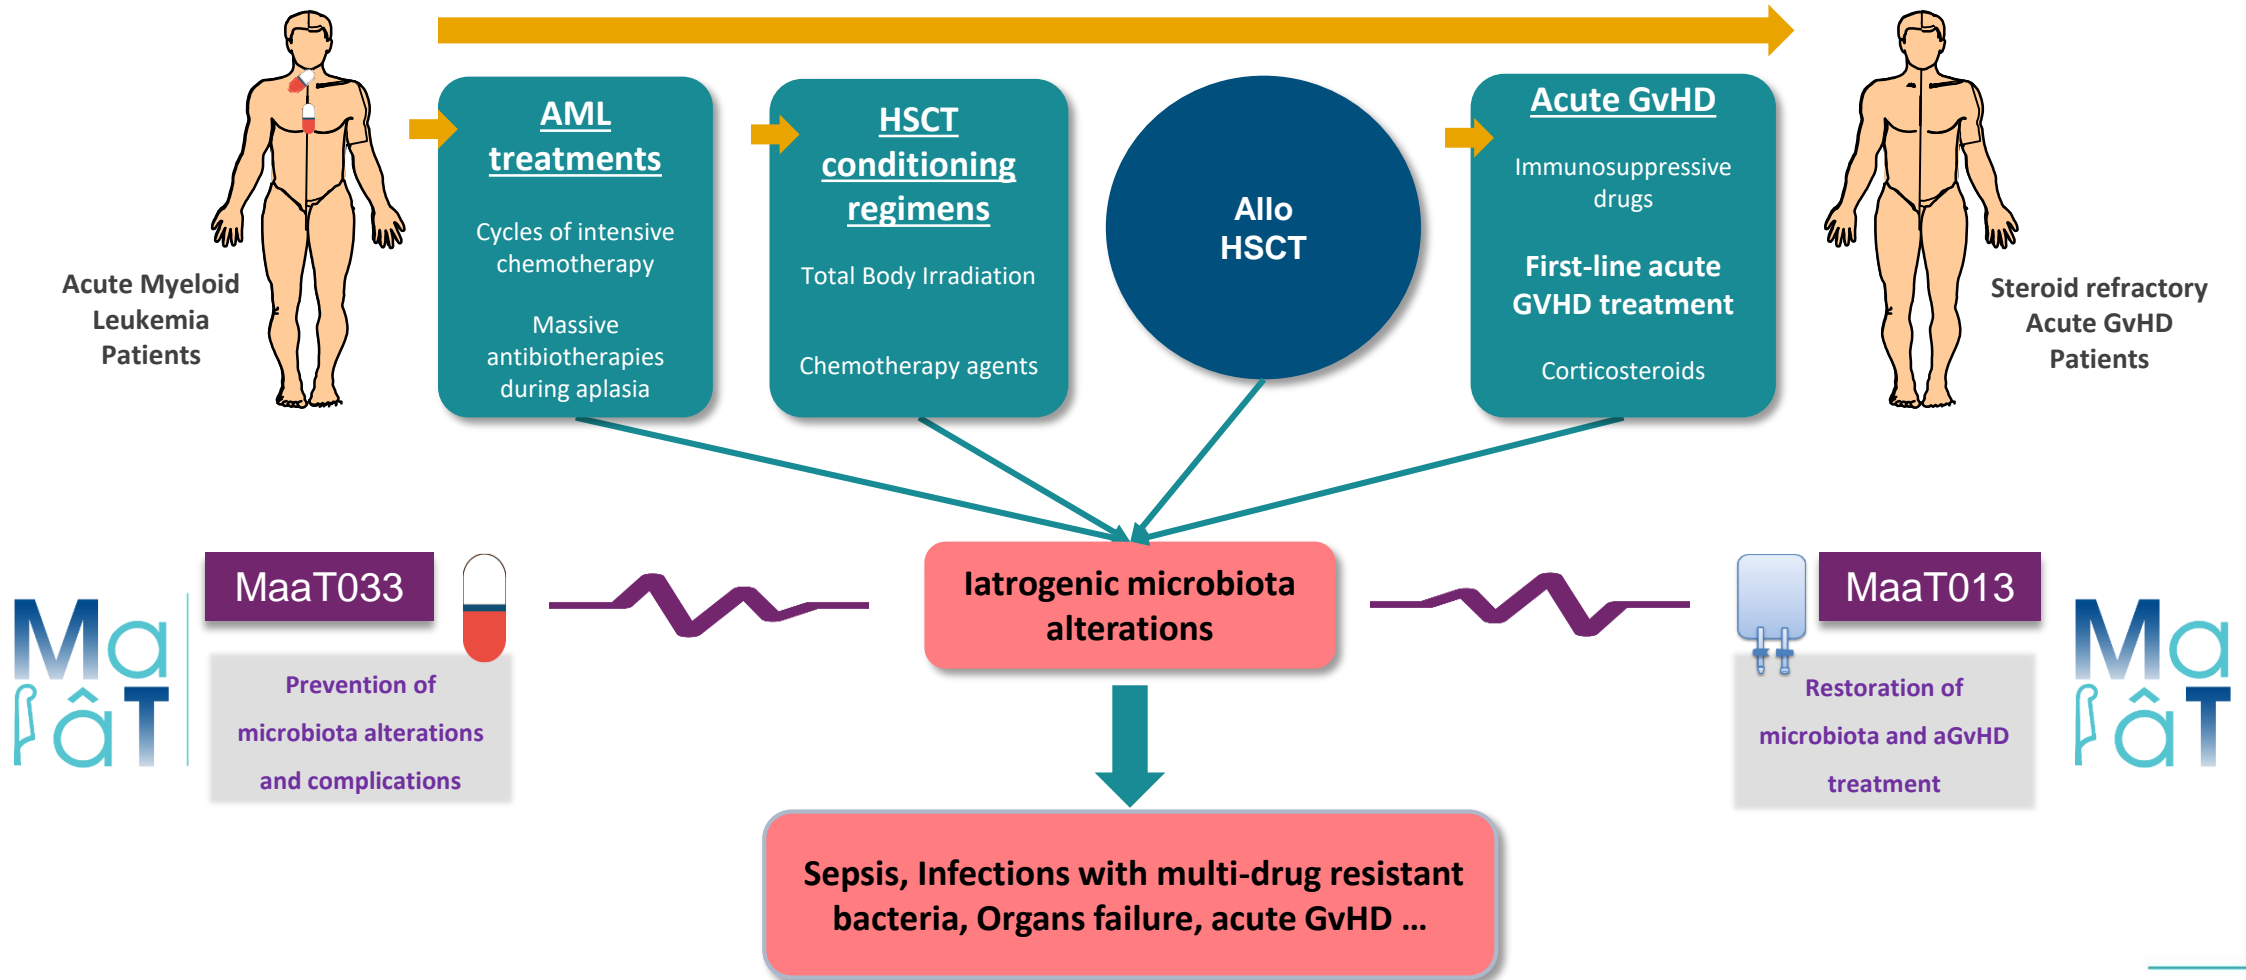 Acute Myeloid
Leukemia
Patients
AML
treatments
Cycles of intensive
chemotherapy
Massive
antibiotherapies
during aplasia
HSCT
conditioning
regimens
Total Body Irradiation
Chemotherapy agents
Allo
HSCT
Acute GvHD
Immunosuppressive
drugs
First-line acute
GVHD treatment
Corticosteroids
Steroid refractory
Acute GvHD
Patients
Ma
âT
MaaT033
Prevention of
microbiota alterations
and complications
Iatrogenic microbiota
alterations
MaaT013
Restoration of
microbiota and aGvHD
treatment
Ma
âT
Sepsis, Infections with multi-drug resistant
bacteria, Organs failure, acute GvHD ...